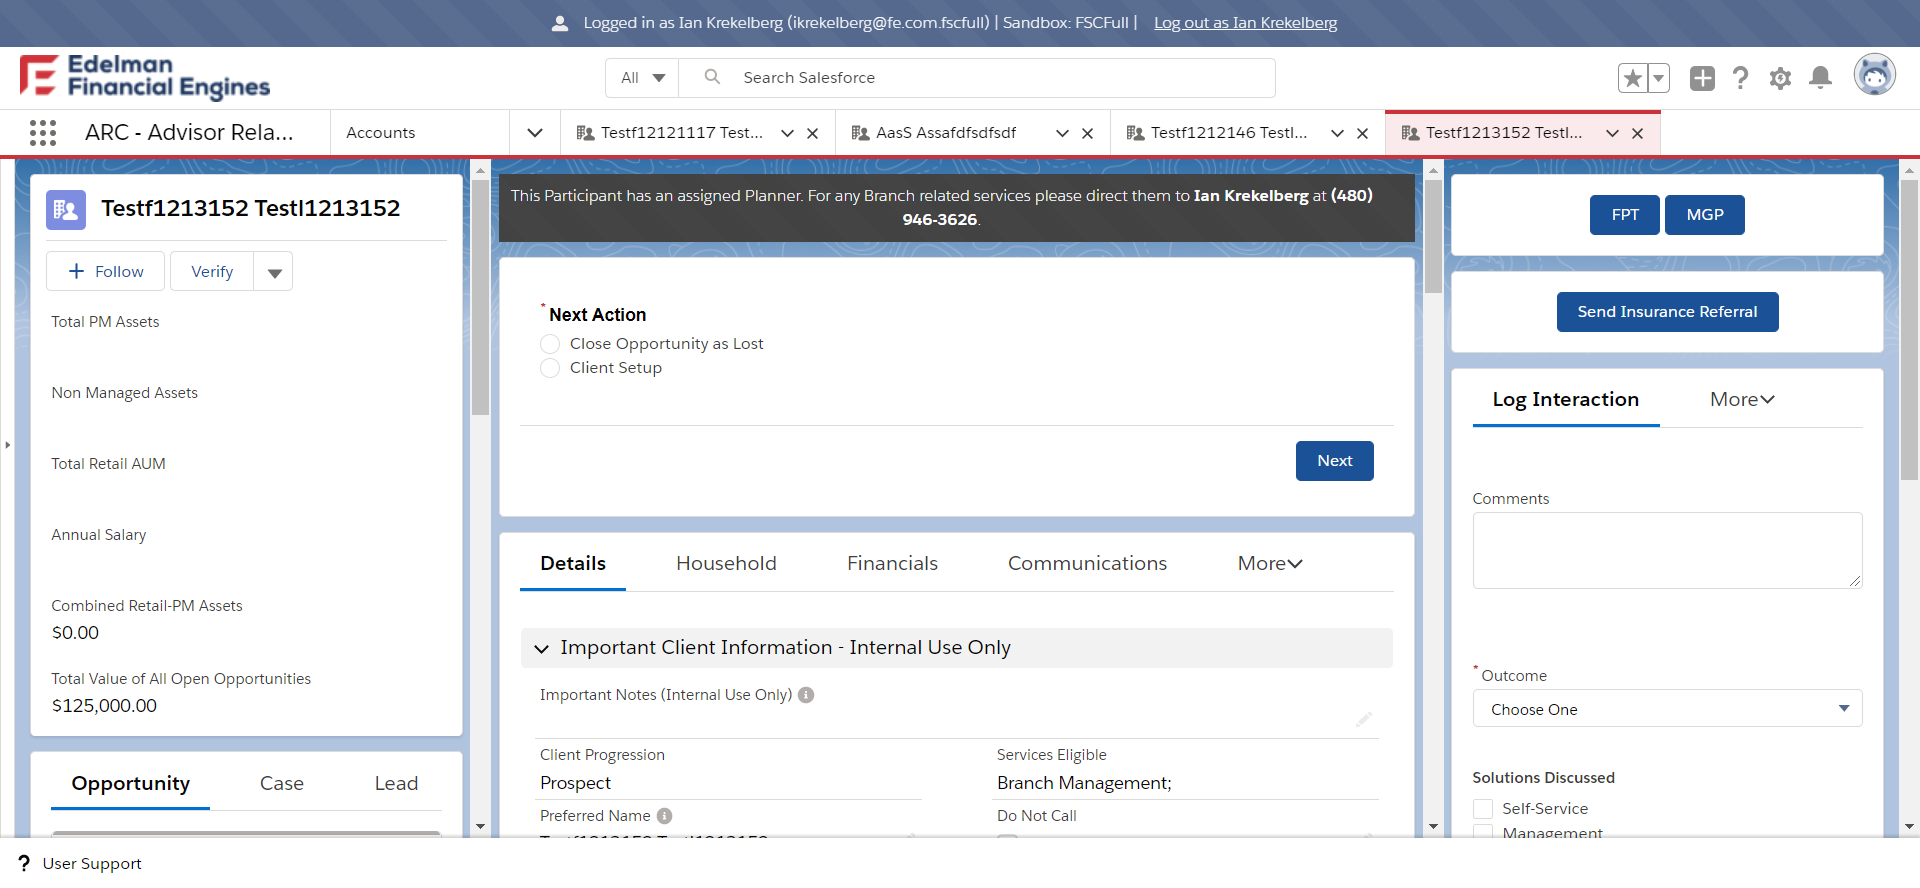 Logged in as Ian Krekelberg (ikrekelberg@fe.com.fscfull) | Sandbox: FSCFull | Log out as Ian Krekelberg
Edelman
Financial Engines
All
Search Salesforce
ARC - Advisor Rela...
Accounts
Testf12121117 Test...
AasS Assafdfsdfsdf
Testf1212146 Testl...
Testf1213152 Testl...
Testf1213152 Testl1213152
Follow
Verify
Total PM Assets
Non Managed Assets
Total Retail AUM
Annual Salary
Combined Retail-PM Assets
$0.00
Total Value of All Open Opportunities
$125,000.00
Opportunity
Case
Lead
This Participant has an assigned Planner. For any Branch related services please direct them to Ian Krekelberg at (480)
946-3626.
* Next Action
Close Opportunity as Lost
Client Setup
Next
Details
Household
Financials
Communications
More
Important Client Information - Internal Use Only
Important Notes (Internal Use Only)
Client Progression
Prospect
Services Eligible
Branch Management;
Preferred Name
Do Not Call
FPT
MGP
Send Insurance Referral
Log Interaction
More
Comments
* Outcome
Choose One
Solutions Discussed
Self-Service
Management
? User Support